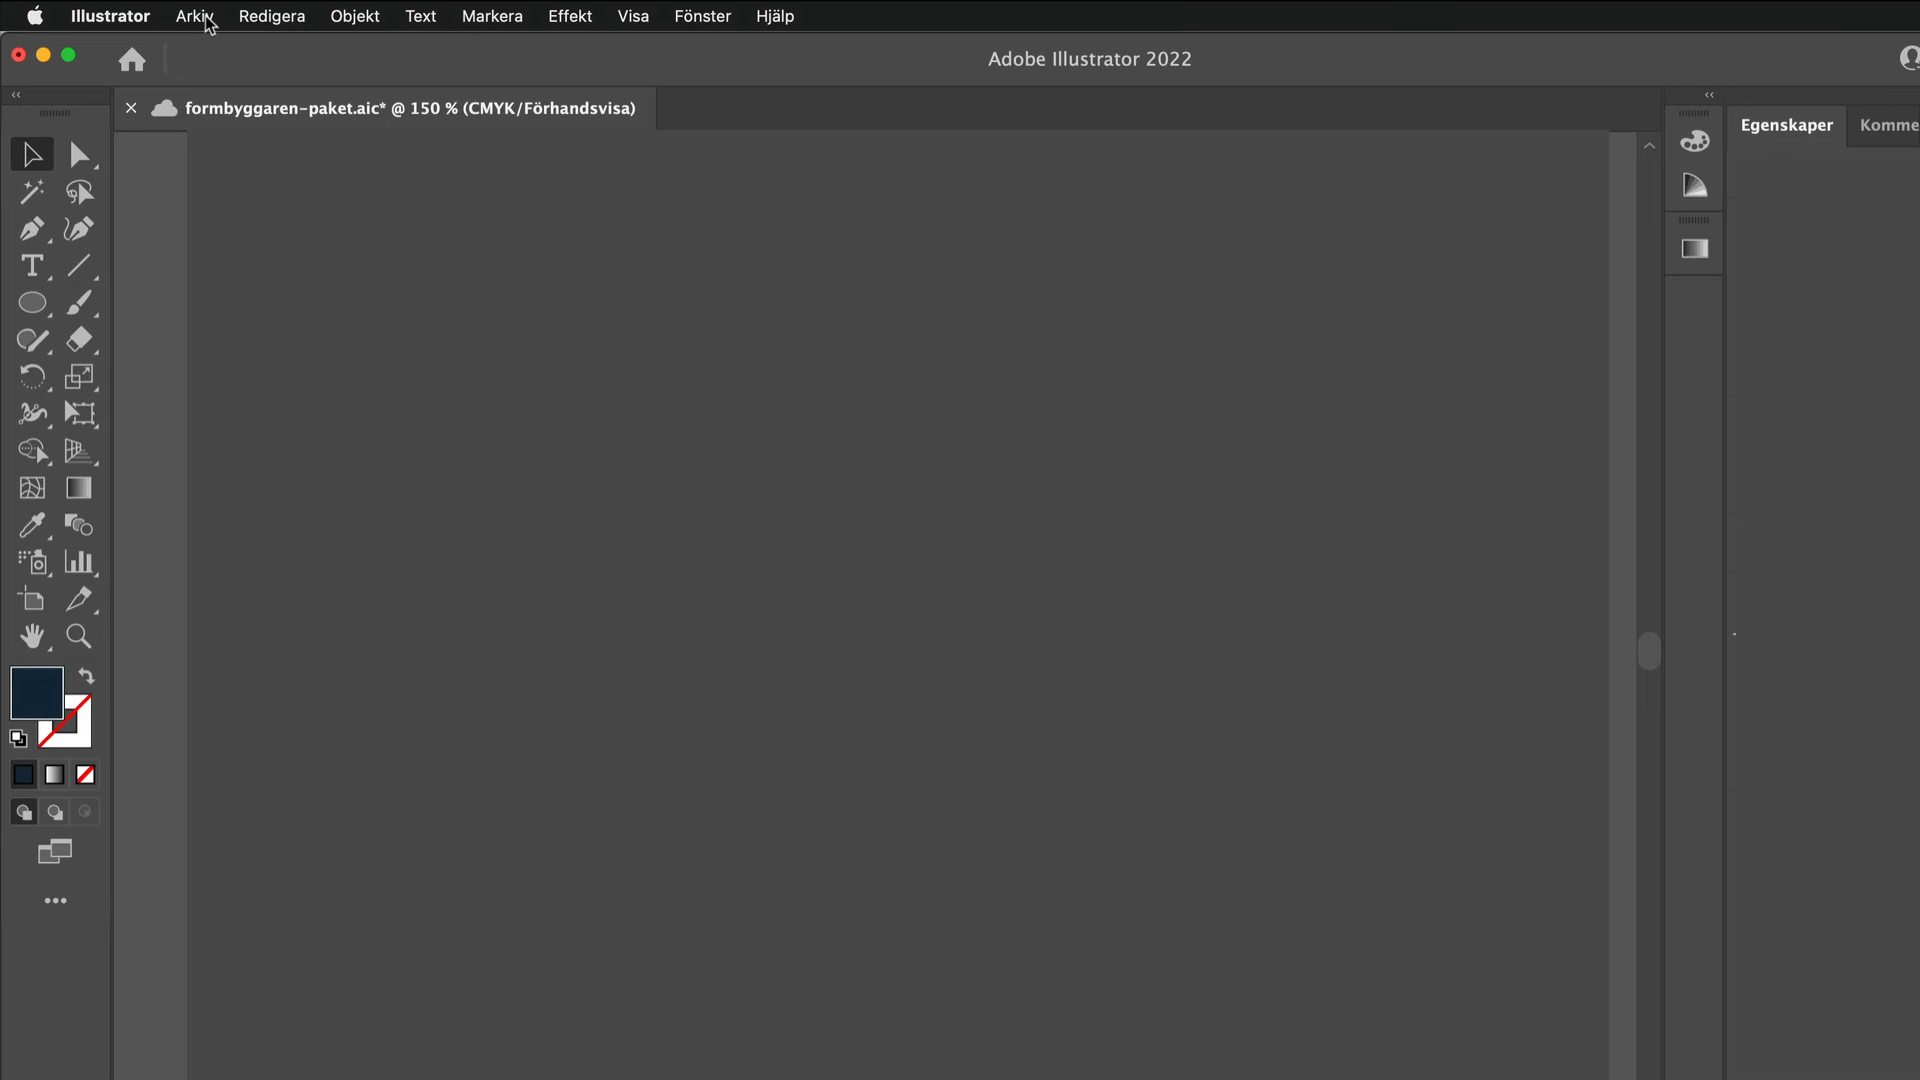 Illustrator Arkiv Redigera Objekt Text Markera Effekt Visa Fönster Hjälp
Adobe Illustrator 2022
formbyggaren-paket.aic* @ 150 % (CMYK/Förhandsvisa)
Egenskaper Komme